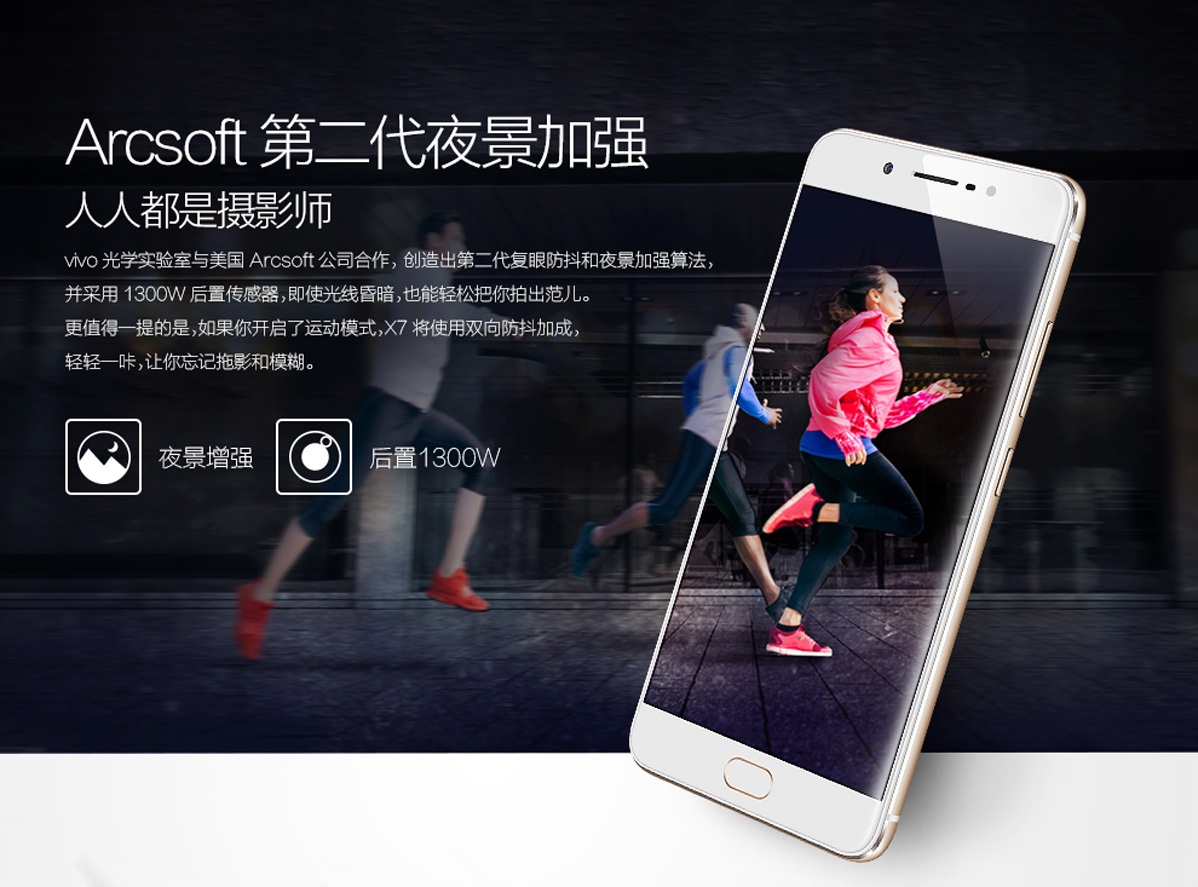 Arcsoft 第二代夜景加强
人人都是摄影师
vivo 光学实验室与美国 Arcsoft 公司合作，创造出第二代复眼防抖和夜景加强算法，
并采用 1300W 后置传感器，即使光线昏暗，也能轻松把你拍出范儿。
更值得一提的是，如果你开启了运动模式，X7 将使用双向防抖加成，
轻轻一咔，让你忘记拖影和模糊。
夜景增强 后置1300W